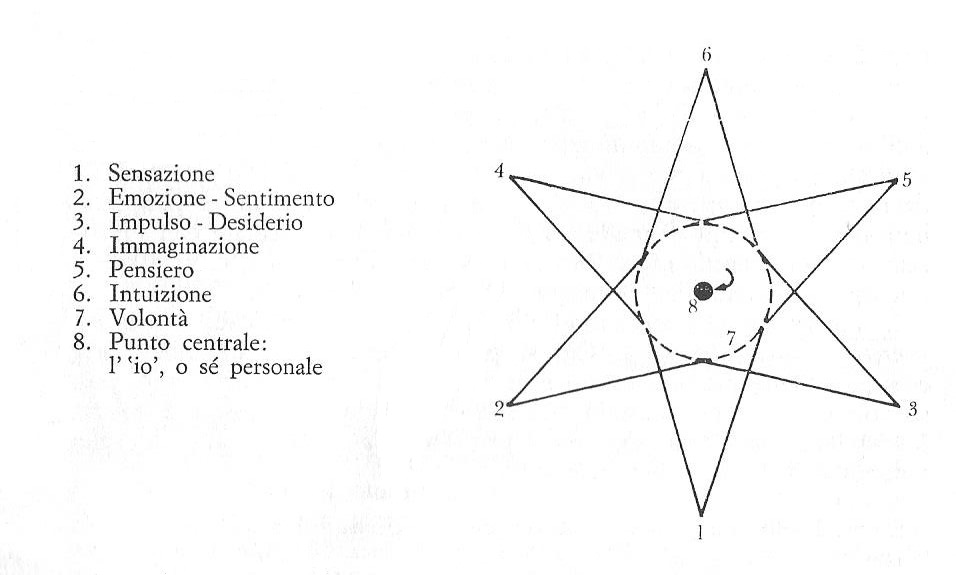 1. Sensazione
2. Emozione - Sentimento
3. Impulso - Desiderio
4. Immaginazione
5. Pensiero
6. Intuizione
7. Volontà
8. Punto centrale:
l' 'io', o sé personale
6
4
5
8
7
2
3
1